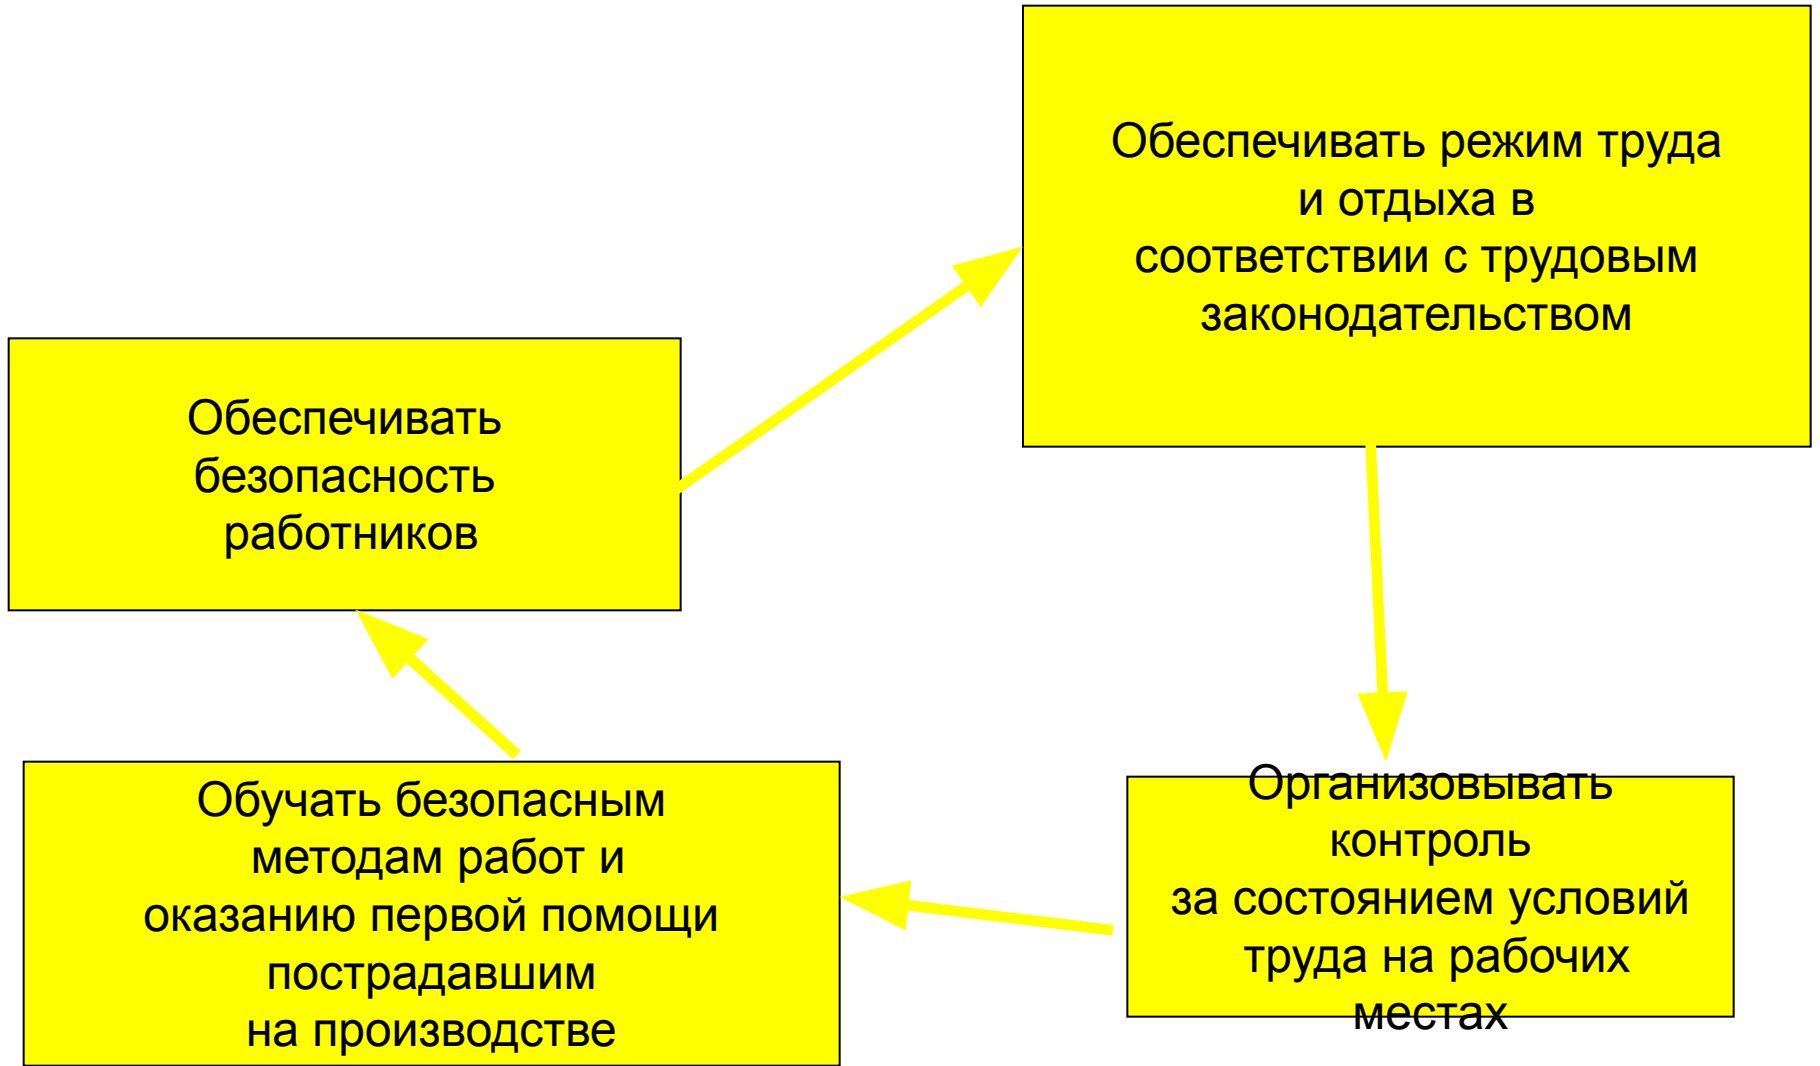 Обеспечивать режим труда
и отдыха в
соответствии с трудовым
законодательством
Обеспечивать
безопасность
работников
Организовывать
контроль
за состоянием условий
труда на рабочих
местах
Обучать безопасным
методам работ и
оказанию первой помощи
пострадавшим
на производстве